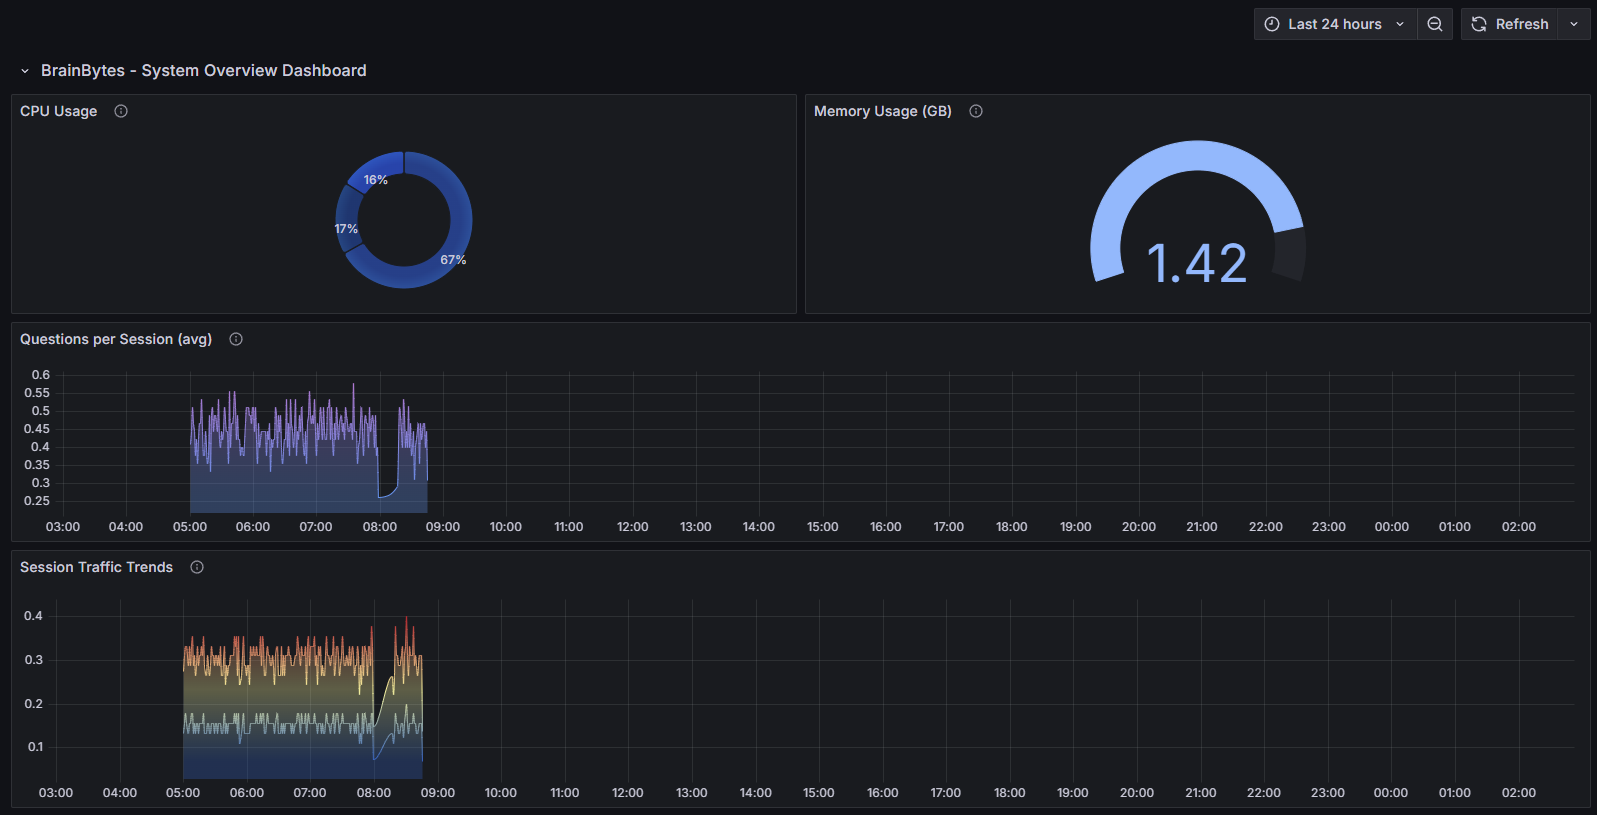 Last 24 hours Refresh
BrainBytes - System Overview Dashboard
CPU Usage
16%
17%
67%
Memory Usage (GB)
1.42
Questions per Session (avg)
0.6
0.55
0.5
0.45
0.4
0.35
0.3
0.25
03:00 04:00 05:00 06:00 07:00 08:00 09:00 10:00 11:00 12:00 13:00 14:00 15:00 16:00 17:00 18:00 19:00 20:00 21:00 22:00 23:00 00:00 01:00 02:00
Session Traffic Trends
0.4
0.3
0.2
0.1
03:00 04:00 05:00 06:00 07:00 08:00 09:00 10:00 11:00 12:00 13:00 14:00 15:00 16:00 17:00 18:00 19:00 20:00 21:00 22:00 23:00 00:00 01:00 02:00